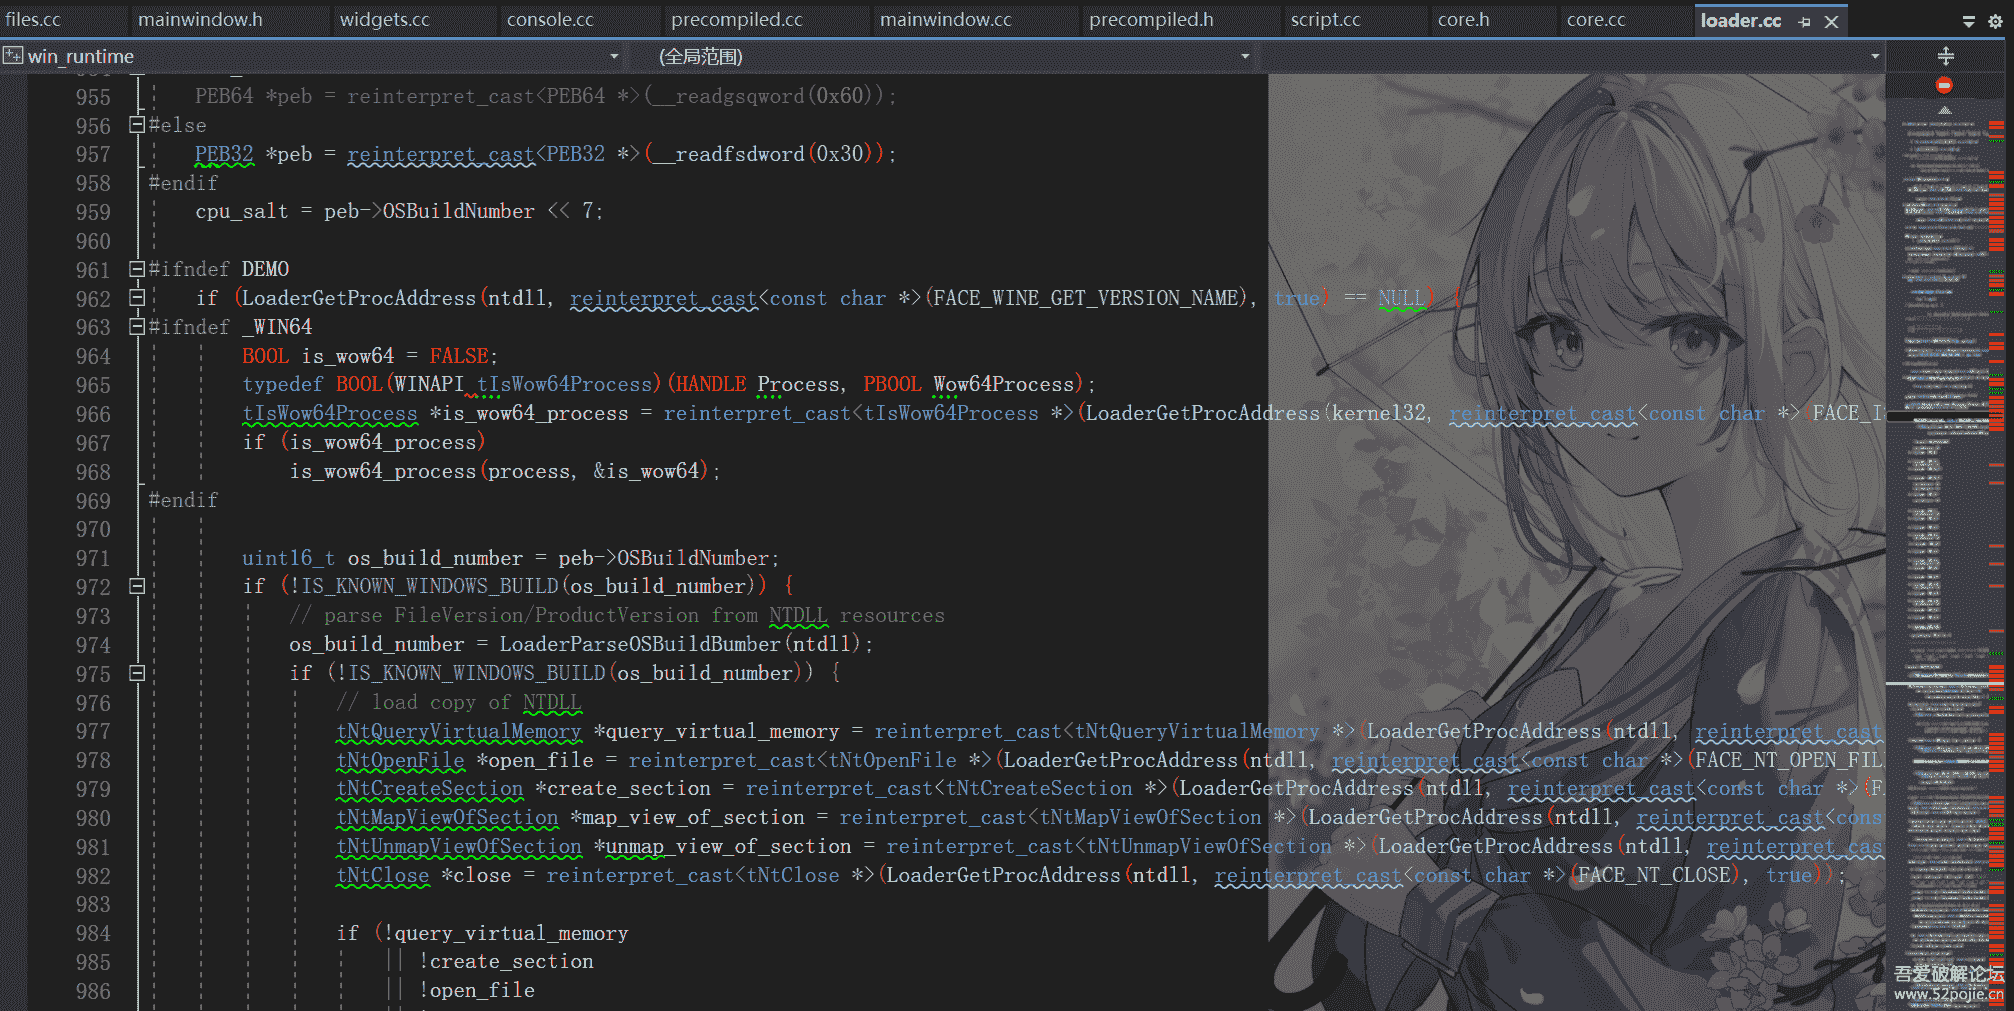 files.cc mainwindow.h widgets.cc console.cc precompiled.cc mainwindow.cc precompiled.h script.cc core.h core.cc loader.cc
win_runtime (全局范围)
955 PEB64 *peb = reinterpret_cast<PEB64 *>(__readgsqword(0x60));
956 #else
957 PEB32 *peb = reinterpret_cast<PEB32 *>(__readfsdword(0x30));
958 #endif
959 cpu_salt = peb->OSBuildNumber << 7;
960
961 #ifndef DEMO
962 if (LoaderGetProcAddress(ntdll, reinterpret_cast<const char *>(FACE_WINE_GET_VERSION_NAME), true) == NULL) {
963 #ifndef _WIN64
964 BOOL is_wow64 = FALSE;
965 typedef BOOL(WINAPI tIsWow64Process)(HANDLE Process, PBOOL Wow64Process);
966 tIsWow64Process *is_wow64_process = reinterpret_cast<tIsWow64Process *>(LoaderGetProcAddress(kernel32, reinterpret_cast<const char *>(FACE_I
967 if (is_wow64_process)
968 is_wow64_process(process, &is_wow64);
969 #endif
970
971 uint16_t os_build_number = peb->OSBuildNumber;
972 if (!IS_KNOWN_WINDOWS_BUILD(os_build_number)) {
973 // parse FileVersion/ProductVersion from NTDLL resources
974 os_build_number = LoaderParseOSBuildBumber(ntdll);
975 if (!IS_KNOWN_WINDOWS_BUILD(os_build_number)) {
976 // load copy of NTDLL
977 tNtQueryVirtualMemory *query_virtual_memory = reinterpret_cast<tNtQueryVirtualMemory *>(LoaderGetProcAddress(ntdll, reinterpret_cast
978 tNtOpenFile *open_file = reinterpret_cast<tNtOpenFile *>(LoaderGetProcAddress(ntdll, reinterpret_cast<const char *>(FACE_NT_OPEN_FIL
979 tNtCreateSection *create_section = reinterpret_cast<tNtCreateSection *>(LoaderGetProcAddress(ntdll, reinterpret_cast<const char *>(F
980 tNtMapViewOfSection *map_view_of_section = reinterpret_cast<tNtMapViewOfSection *>(LoaderGetProcAddress(ntdll, reinterpret_cast<cons
981 tNtUnmapViewOfSection *unmap_view_of_section = reinterpret_cast<tNtUnmapViewOfSection *>(LoaderGetProcAddress(ntdll, reinterpret_cas
982 tNtClose *close = reinterpret_cast<tNtClose *>(LoaderGetProcAddress(ntdll, reinterpret_cast<const char *>(FACE_NT_CLOSE), true));
983
984 if (!query_virtual_memory
985 || !create_section
986 || !open_file
吾爱破解论坛
www.52pojie.cn